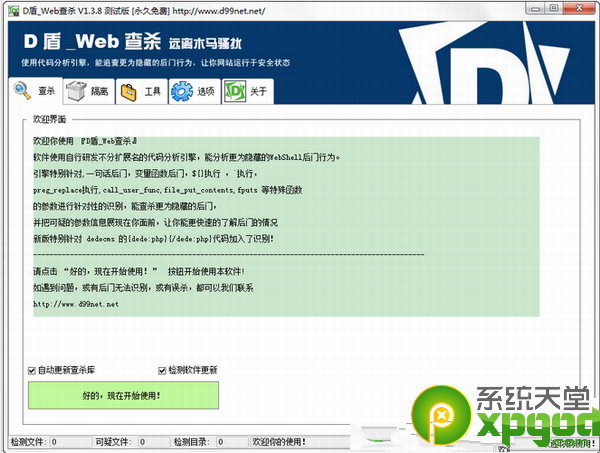 D盾_Web查杀 V1.3.8 测试版 [永久免费] http://www.d99net.net/
D 盾 _Web 查杀 远离木马骚扰
使用代码分析引擎，能追查更为隐藏的后门行为，让你网站运行于安全状态
查杀 隔离 工具 选项 关于
欢迎界面
欢迎你使用 『D盾_Web查杀』
软件使用自行研发不分扩展名的代码分析引擎，能分析更为隐藏的WebShell后门行为。
引擎特别针对,一句话后门，变量函数后门，${}执行 ，`执行，
preg_replace执行,call_user_func,file_put_contents,fputs 等特殊函数
的参数进行针对性的识别，能查杀更为隐藏的后门，
并把可疑的参数信息展现在你面前，让你能更快速的了解后门的情况
新版特别针对 dedecms 的{dede:php}{/dede:php}代码加入了识别！
请点击 “好的，现在开始使用！” 按钮开始使用本软件!
如遇到问题，或有后门无法识别，或有误杀，都可以我们联系
http://www.d99net.net
自动更新查杀库 检测软件更新
好的，现在开始使用！
系统天堂
xpgod
检测文件： 0 可疑文件： 0 检测目录： 0 欢迎你的使用！